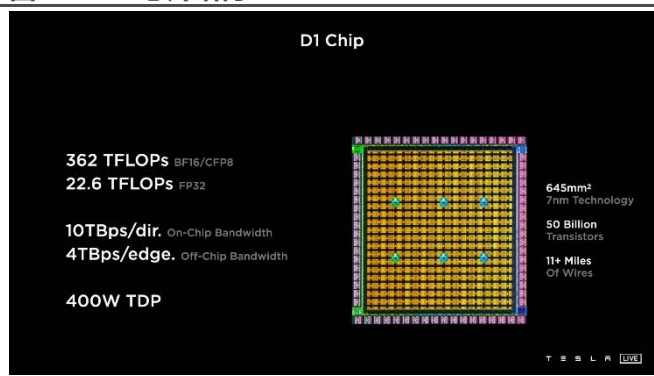 D1 Chip
362 TFLOPs BF16/CFP8
22.6 TFLOPs FP32
10TBps/dir. On-Chip Bandwidth
4TBps/edge. Off-Chip Bandwidth
400W TDP
645mm²
7nm Technology
50 Billion
Transistors
11+ Miles
Of Wires
TESLA LIVE